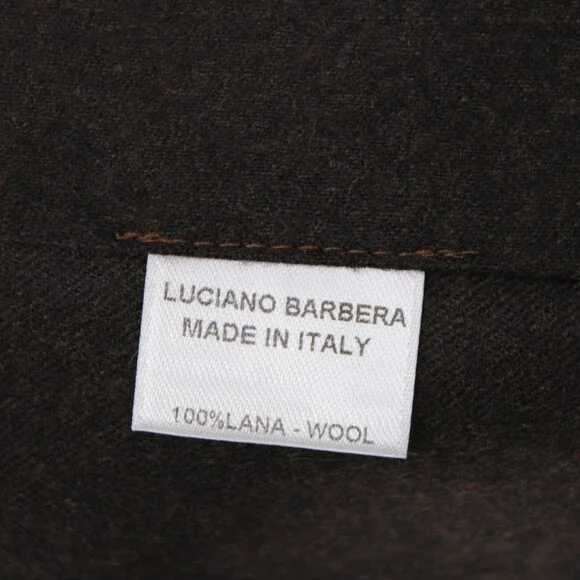 LUCIANO BARBERA
MADE IN ITALY
100%LANA - WOOL